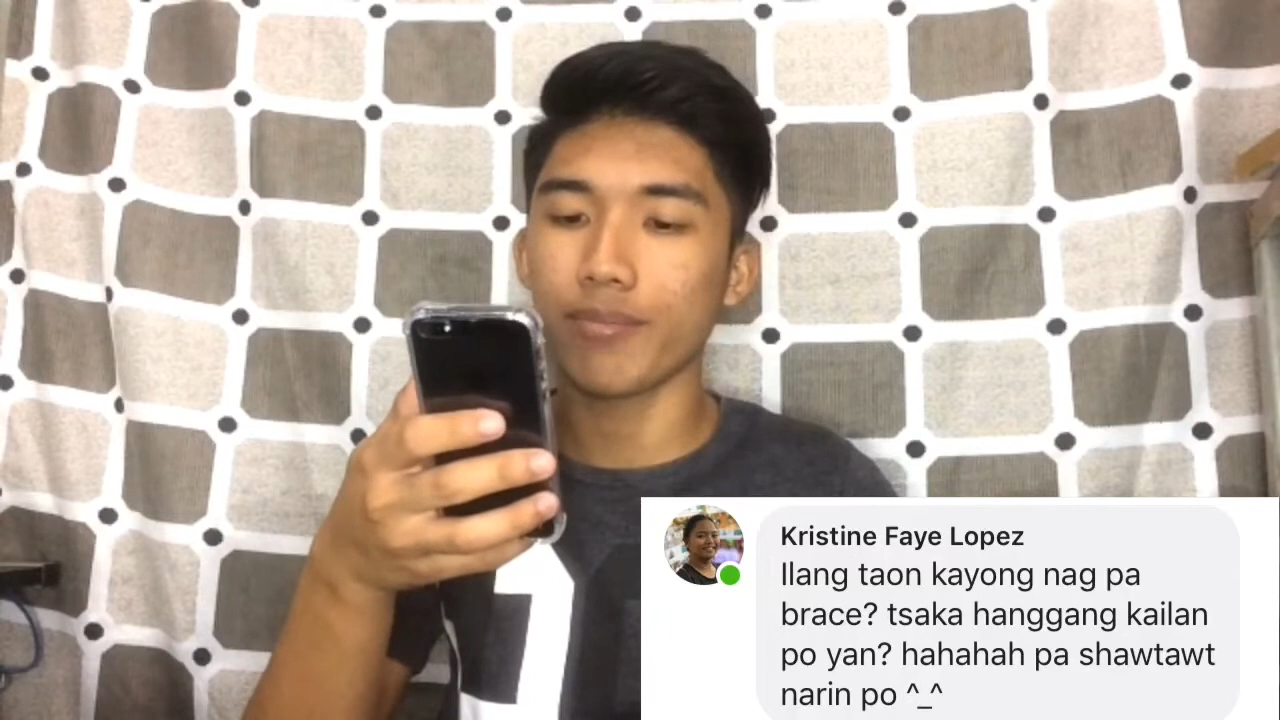 Kristine Faye Lopez
Ilang taon kayong nag pa
brace? tsaka hanggang kailan
po yan? hahahah pa shawtawt
narin po ^_^